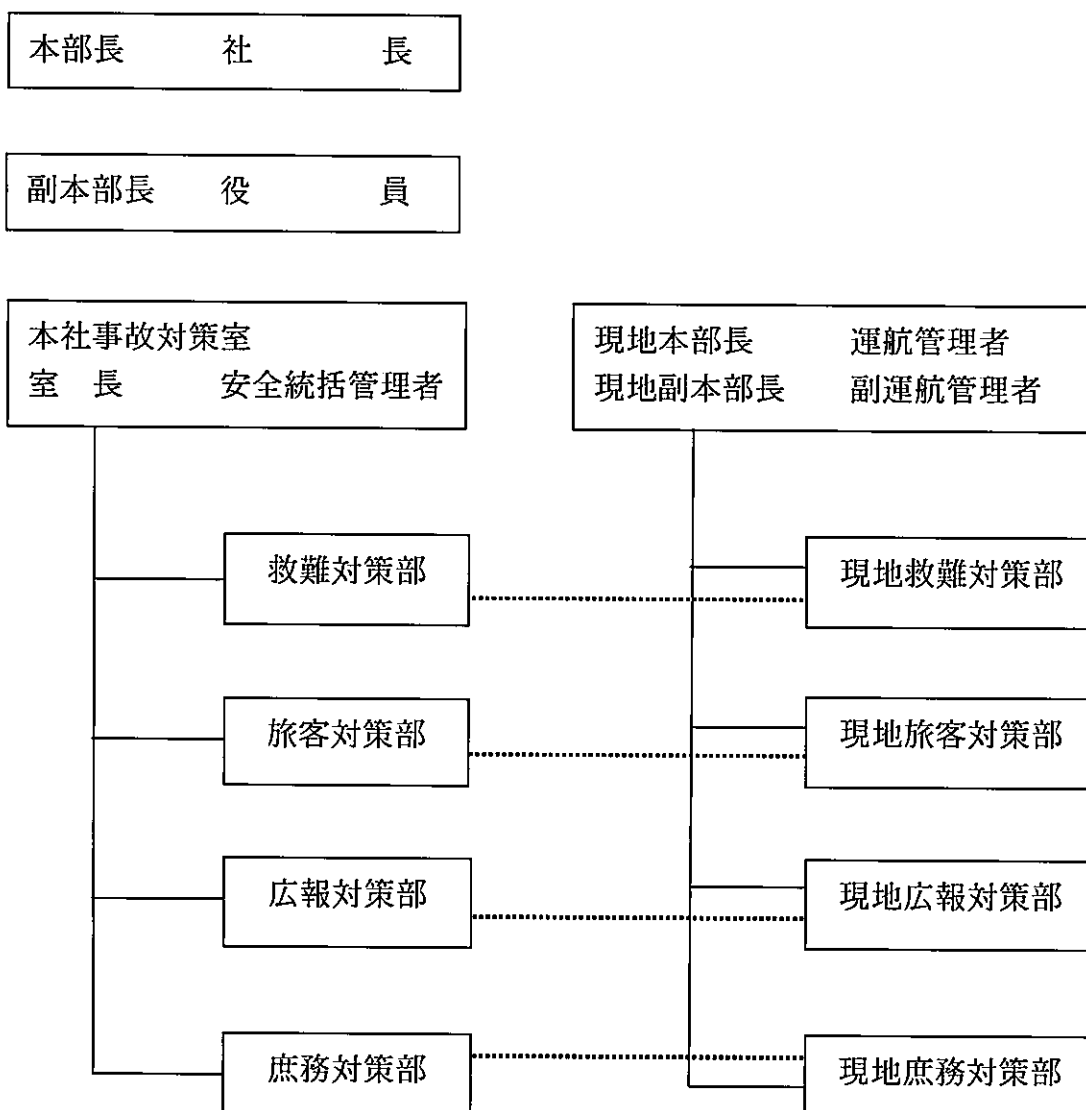 本部長 社 長
副本部長 役 員
本社事故対策室
室 長 安全統括管理者
現地本部長 運航管理者
現地副本部長 副運航管理者
救難対策部
現地救難対策部
旅客対策部
現地旅客対策部
広報対策部
現地広報対策部
庶務対策部
現地庶務対策部